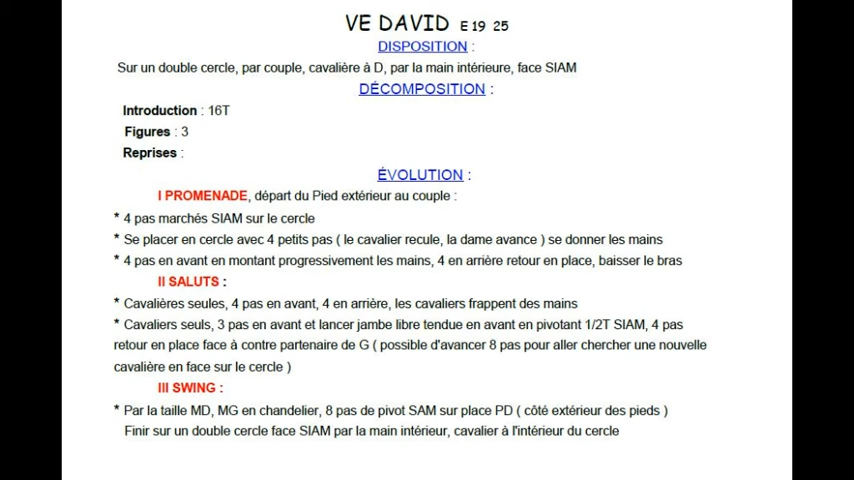 VE DAVID E 19 25
DISPOSITION :
Sur un double cercle, par couple, cavalière à D, par la main intérieure, face SIAM
DÉCOMPOSITION :
Introduction : 16T
Figures : 3
Reprises :
ÉVOLUTION :
I PROMENADE, départ du Pied extérieur au couple :
* 4 pas marchés SIAM sur le cercle
* Se placer en cercle avec 4 petits pas ( le cavalier recule, la dame avance ) se donner les mains
* 4 pas en avant en montant progressivement les mains, 4 en arrière retour en place, baisser le bras
II SALUTS :
* Cavalières seules, 4 pas en avant, 4 en arrière, les cavaliers frappent des mains
* Cavaliers seuls, 3 pas en avant et lancer jambe libre tendue en avant en pivotant 1/2T SIAM, 4 pas
retour en place face à contre partenaire de G ( possible d'avancer 8 pas pour aller chercher une nouvelle
cavalière en face sur le cercle )
III SWING :
* Par la taille MD, MG en chandelier, 8 pas de pivot SAM sur place PD ( côté extérieur des pieds )
Finir sur un double cercle face SIAM par la main intérieur, cavalier à l'intérieur du cercle